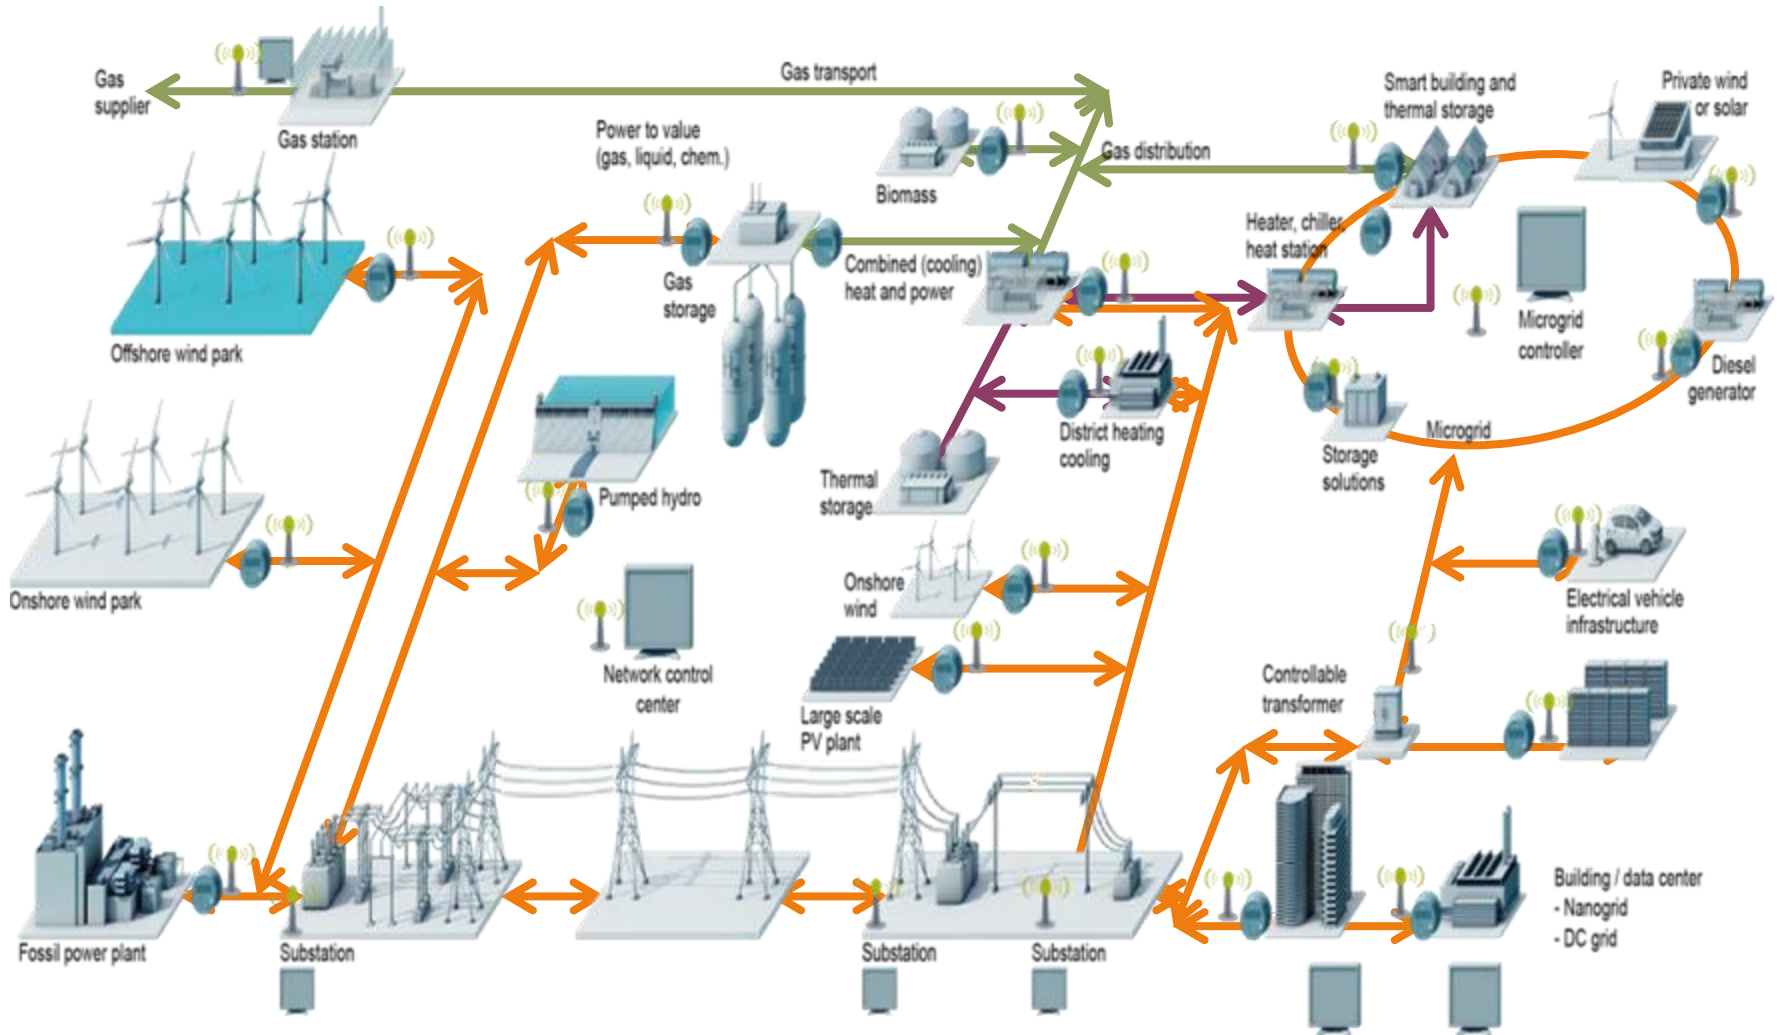 Gas
supplier
Gas station
Gas transport
Power to value
(gas, liquid, chem.)
Biomass
Gas distribution
Smart building and
thermal storage
Private wind
or solar
Offshore wind park
Gas
storage
Combined (cooling)
heat and power
Heater, chiller,
heat station
Microgrid
controller
Diesel
generator
Onshore wind park
Pumped hydro
Thermal
storage
District heating
cooling
Storage
solutions
Microgrid
Network control
center
Onshore
wind
Large scale
PV plant
Controllable
transformer
Electrical vehicle
infrastructure
Fossil power plant
Substation
Substation
Substation
Building / data center
- Nanogrid
- DC grid